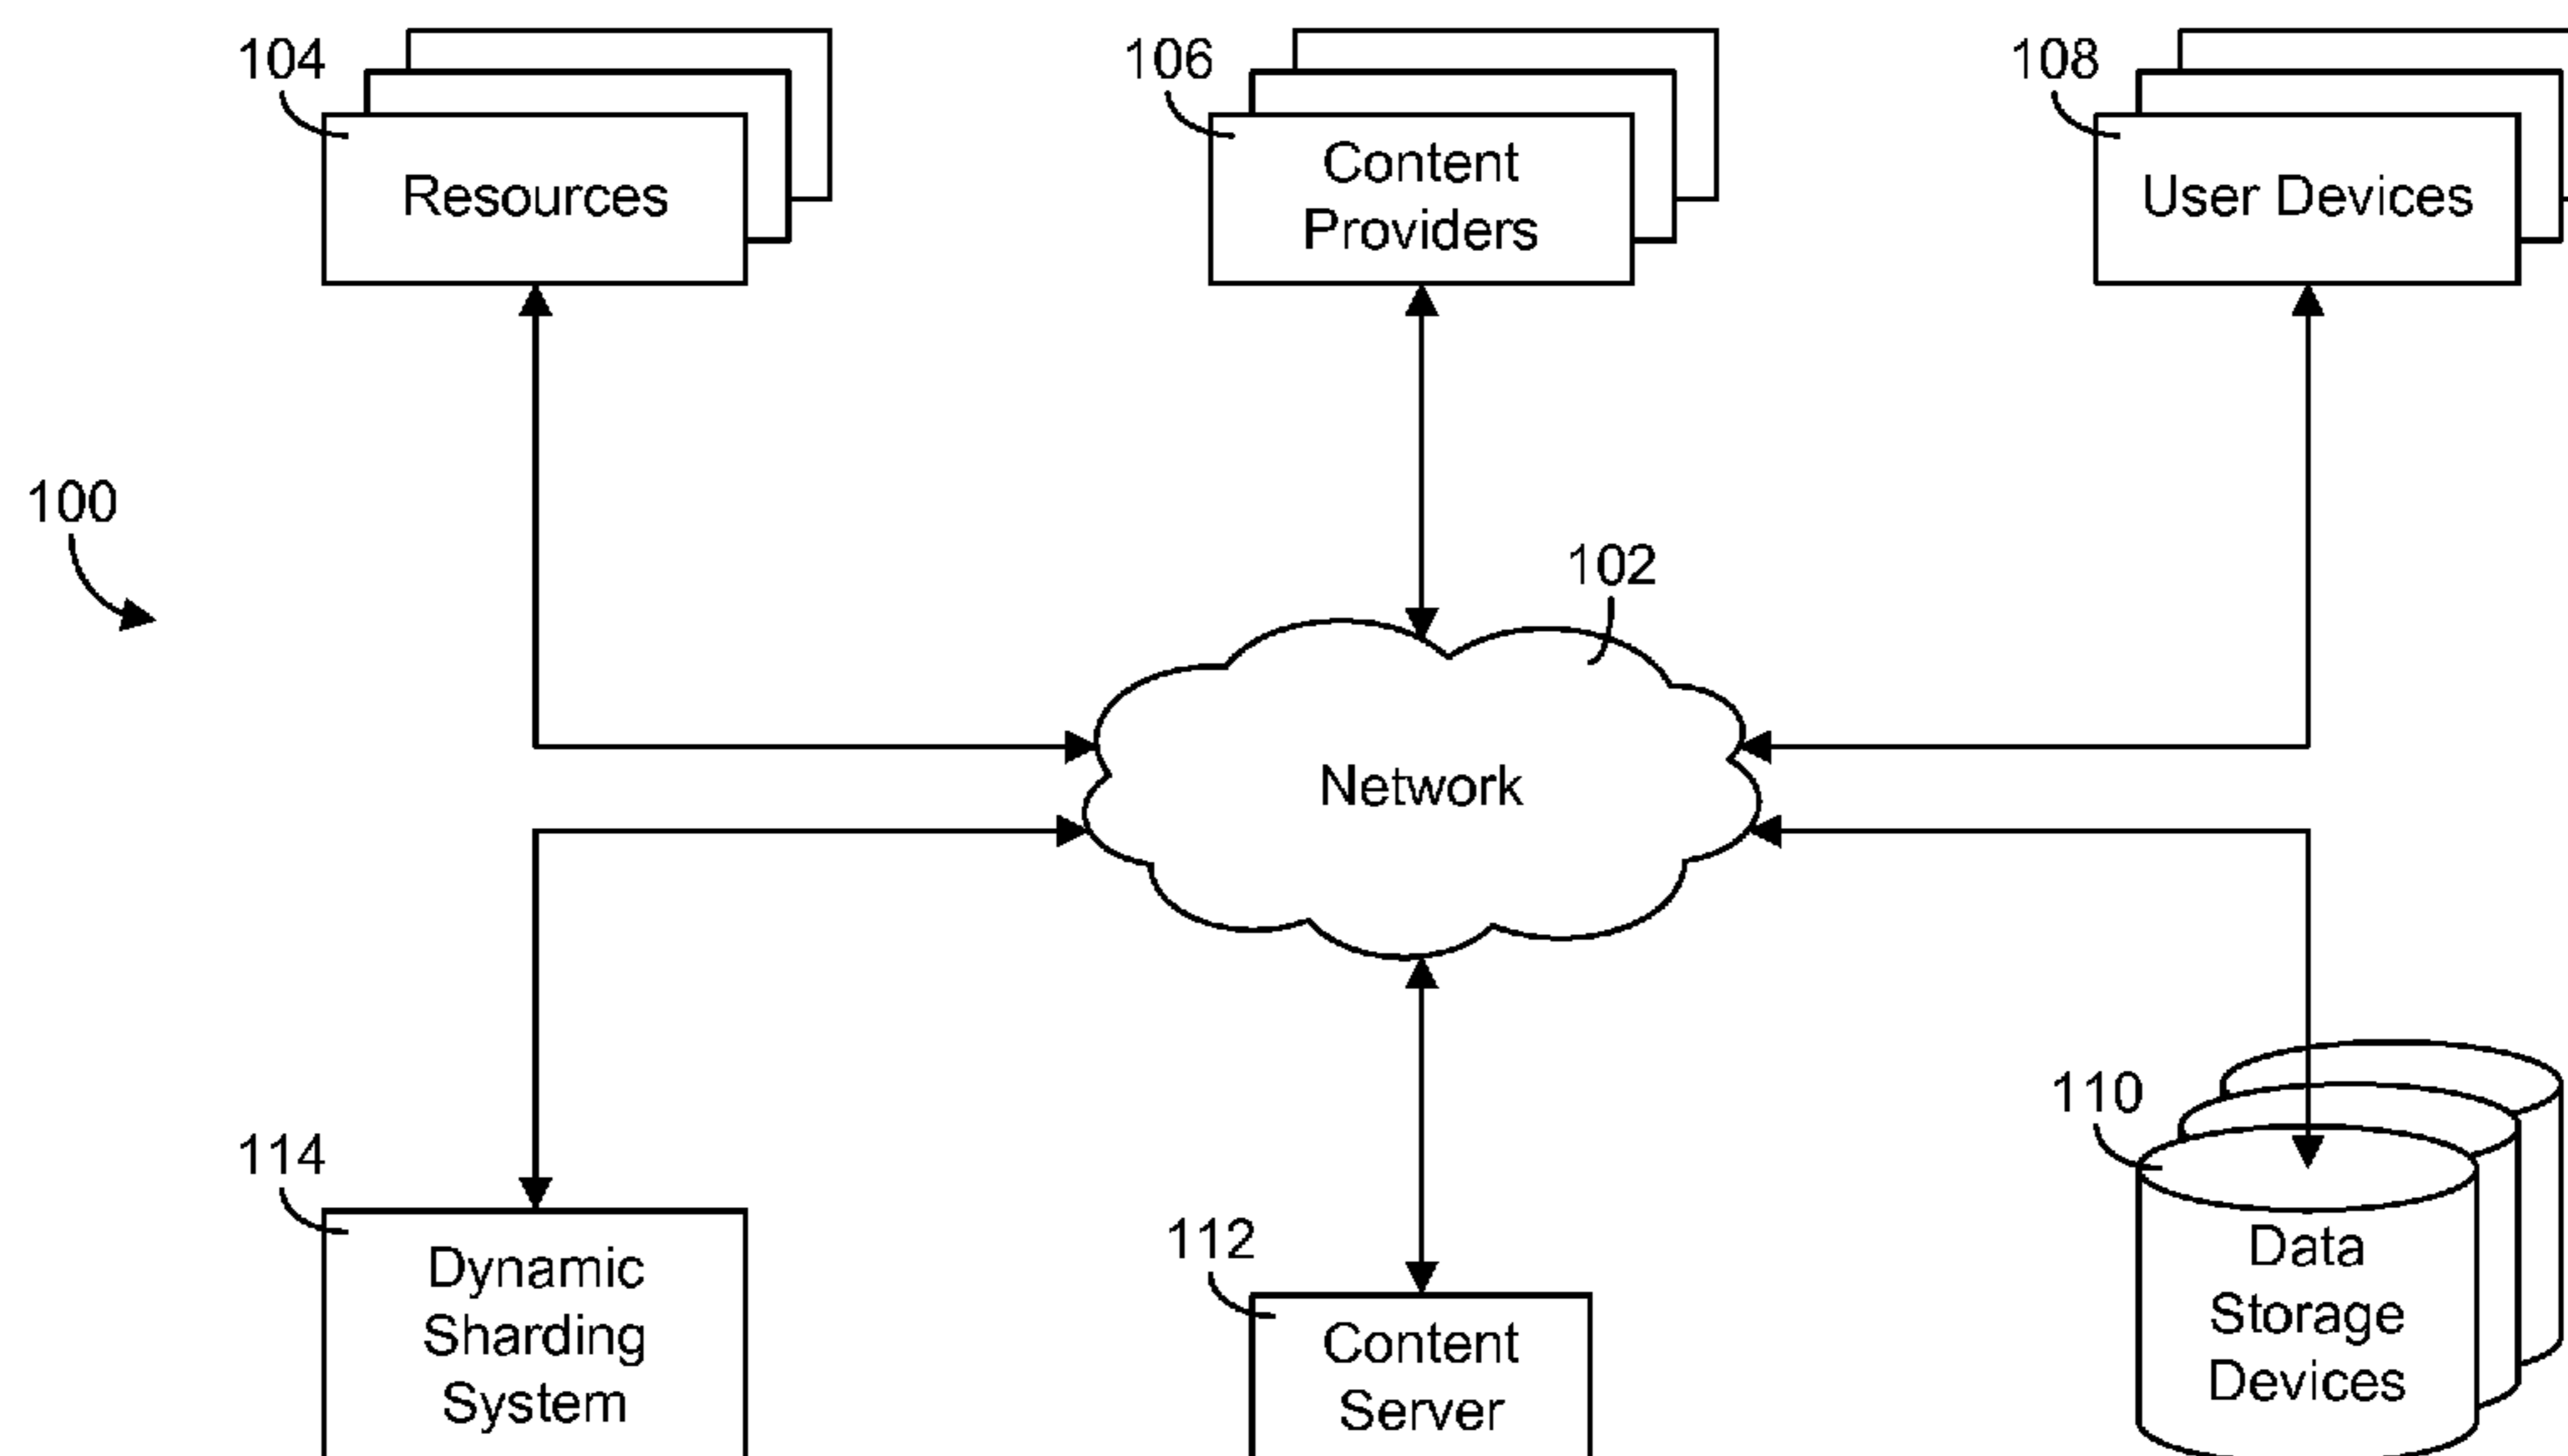 104
106
108
Resources
Content
Providers
User Devices
100
102
Network
110
114
112
Dynamic
Sharding
System
Content
Server
Data
Storage
Devices